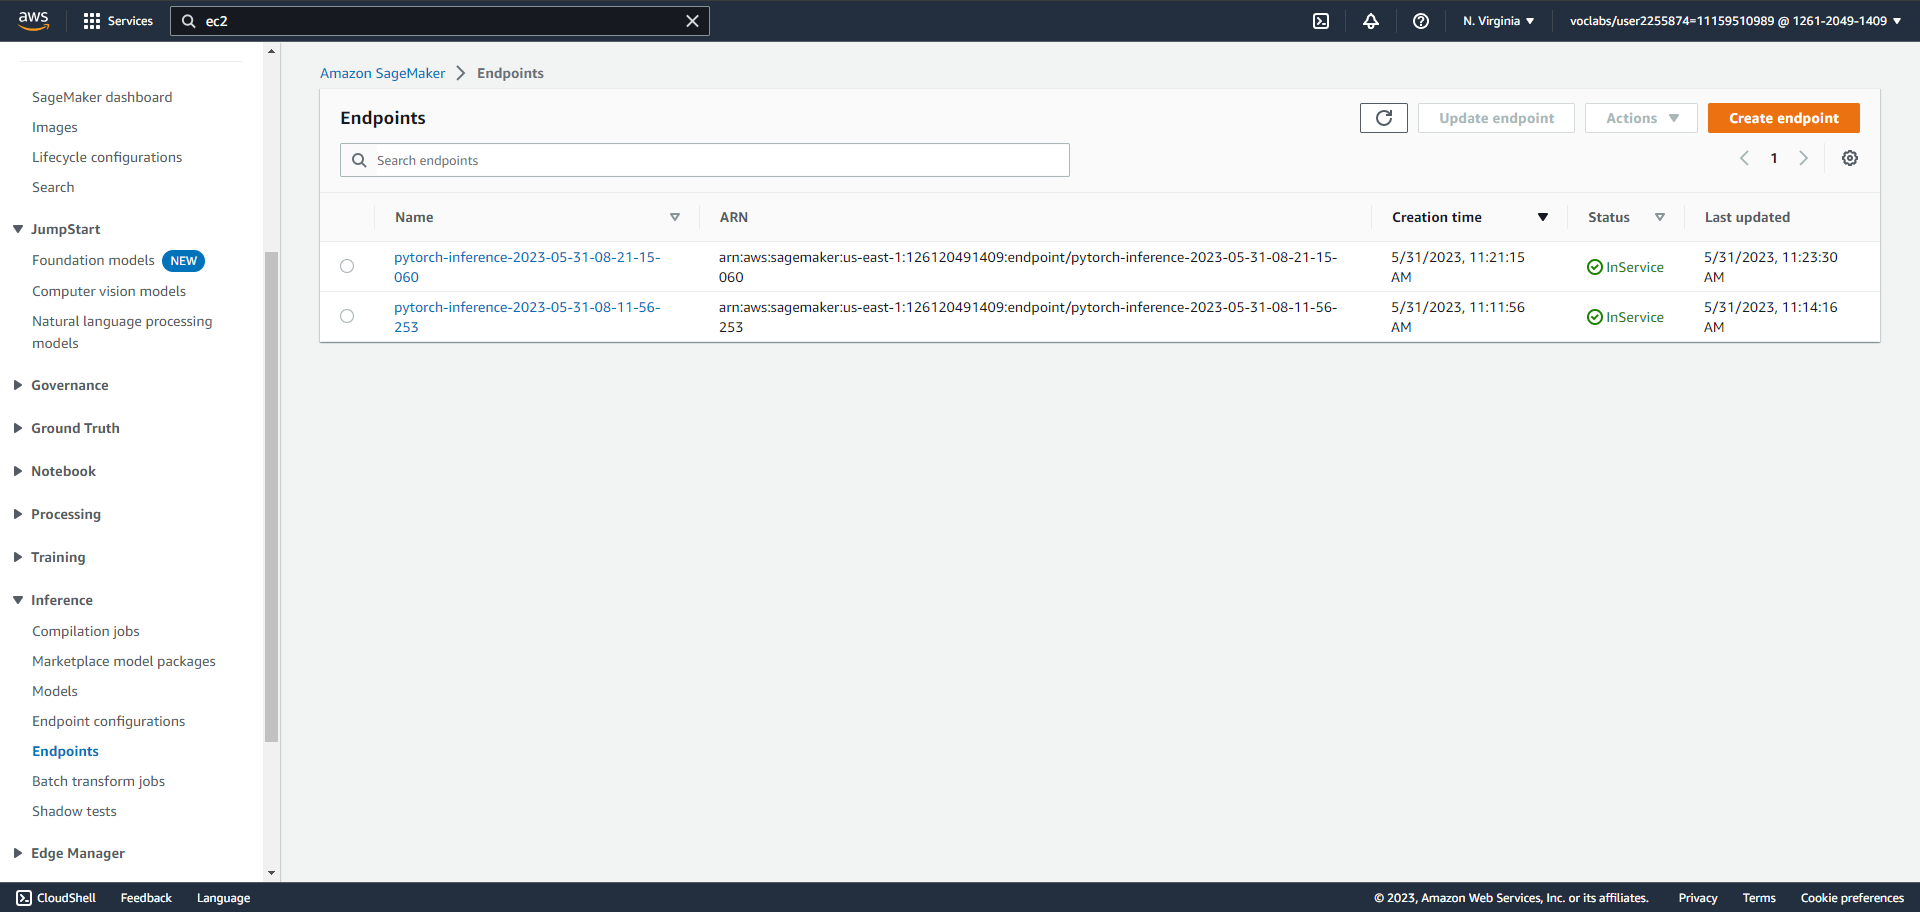 aws
Services
ec2
N. Virginia
voclabs/user2255874=11159510989 @ 1261-2049-1409
SageMaker dashboard
Images
Lifecycle configurations
Search
JumpStart
Foundation models NEW
Computer vision models
Natural language processing
models
Governance
Ground Truth
Notebook
Processing
Training
Inference
Compilation jobs
Marketplace model packages
Models
Endpoint configurations
Endpoints
Batch transform jobs
Shadow tests
Edge Manager
Amazon SageMaker > Endpoints
Endpoints
Update endpoint
Actions
Create endpoint
Search endpoints
1
Name
ARN
Creation time
Status
Last updated
pytorch-inference-2023-05-31-08-21-15-
060
arn:aws:sagemaker:us-east-1:126120491409:endpoint/pytorch-inference-2023-05-31-08-21-15-
060
5/31/2023, 11:21:15
AM
InService
5/31/2023, 11:23:30
AM
pytorch-inference-2023-05-31-08-11-56-
253
arn:aws:sagemaker:us-east-1:126120491409:endpoint/pytorch-inference-2023-05-31-08-11-56-
253
5/31/2023, 11:11:56
AM
InService
5/31/2023, 11:14:16
AM
CloudShell
Feedback
Language
© 2023, Amazon Web Services, Inc. or its affiliates.
Privacy
Terms
Cookie preferences